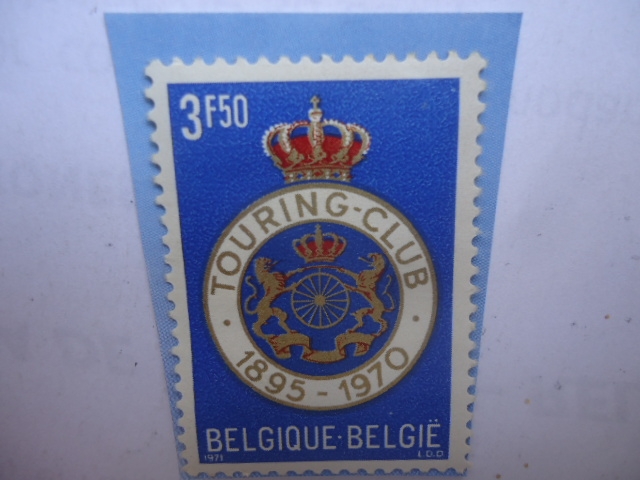 3F50
TOURING-CLUB
· 1895 - 1970 ·
BELGIQUE·BELGIË
1971 I.D.D